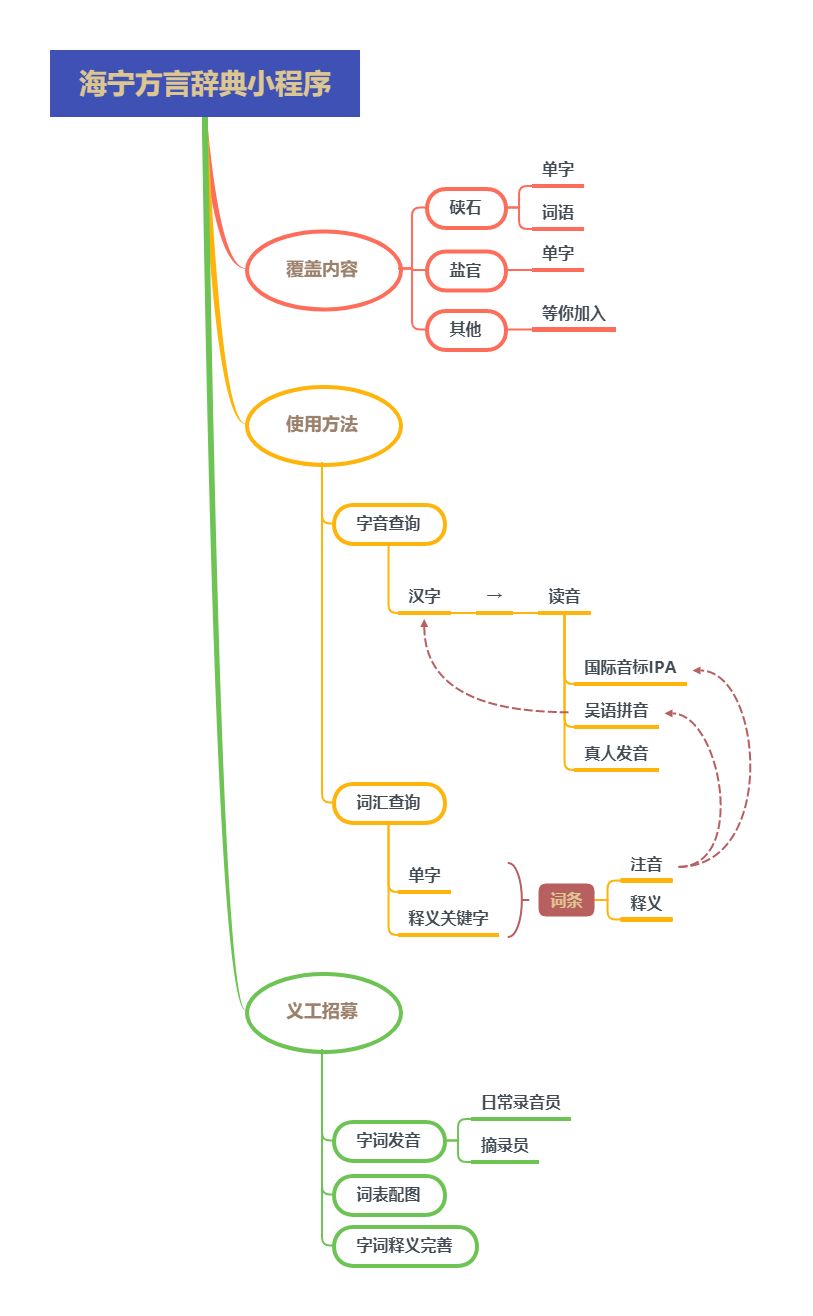 海宁方言辞典小程序
覆盖内容
硖石
单字
词语
盐官
单字
其他
等你加入
使用方法
字音查询
汉字
→
读音
国际音标IPA
吴语拼音
真人发音
词汇查询
单字
释义关键字
词条
注音
释义
义工招募
字词发音
日常录音员
摘录员
词表配图
字词释义完善